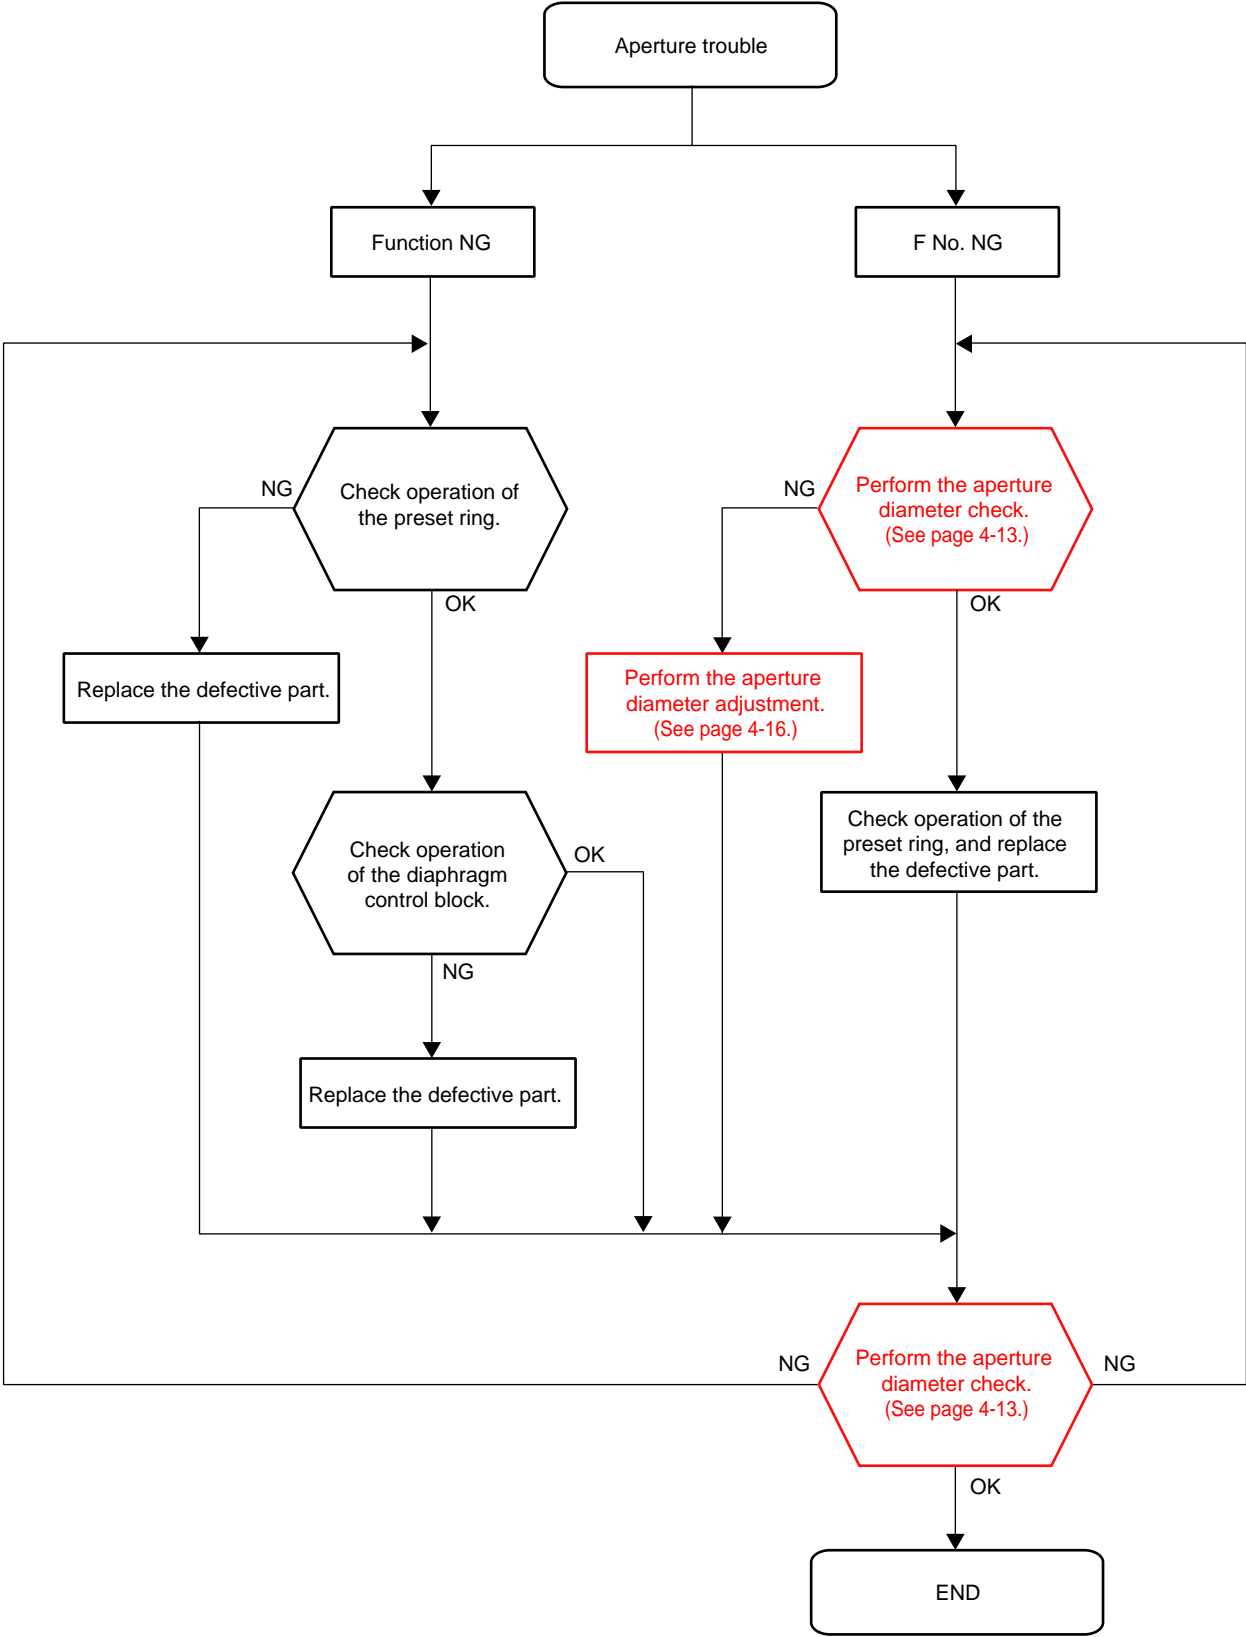 Aperture trouble
Function NG
F No. NG
NG
Check operation of
the preset ring.
OK
NG
Perform the aperture
diameter check.
(See page 4-13.)
OK
Replace the defective part.
Perform the aperture
diameter adjustment.
(See page 4-16.)
Check operation
of the diaphragm
control block.
OK
NG
Check operation of the
preset ring, and replace
the defective part.
Replace the defective part.
NG
Perform the aperture
diameter check.
(See page 4-13.)
NG
OK
END